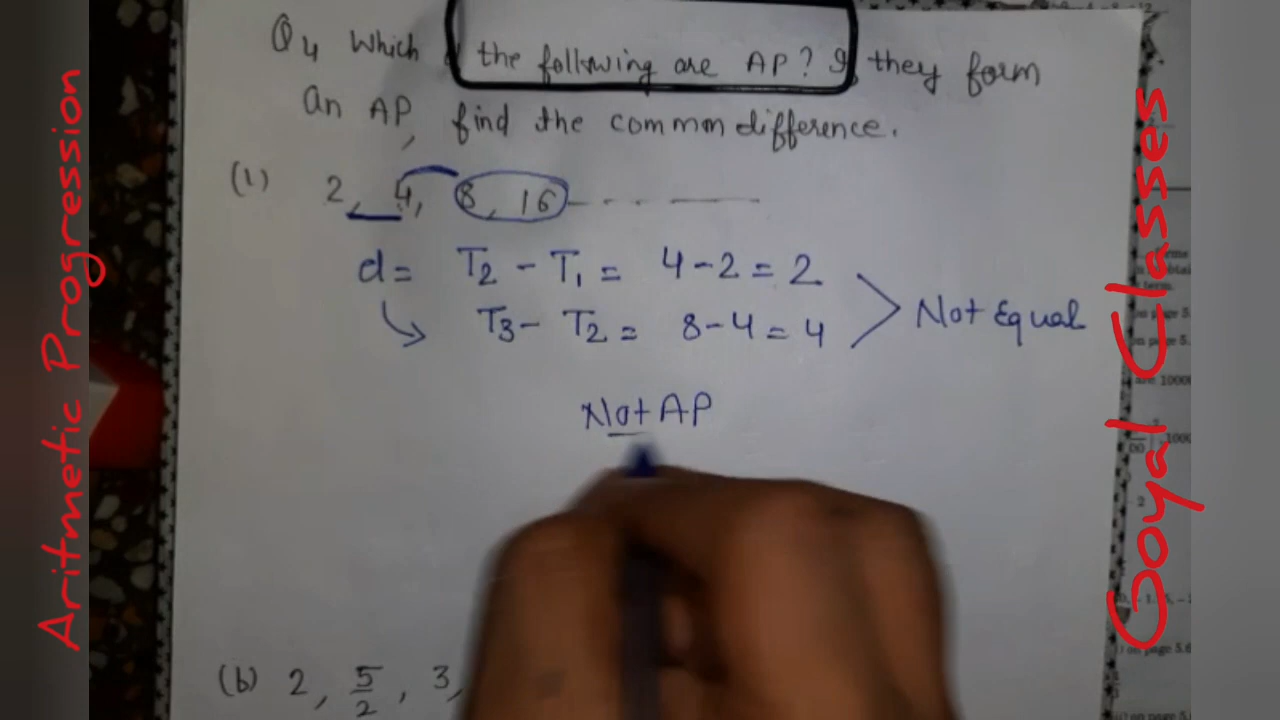 Q4 Which the following are AP? If they form
an AP, find the common difference.
(1) 2, 4, 8, 16 - - - - - -
d = T2 - T1 = 4-2 = 2
↳ T3 - T2 = 8-4 = 4
Not Equal
Not AP
(b) 2, 5/2, 3,
Aritmetic Progression
Goyal Classes